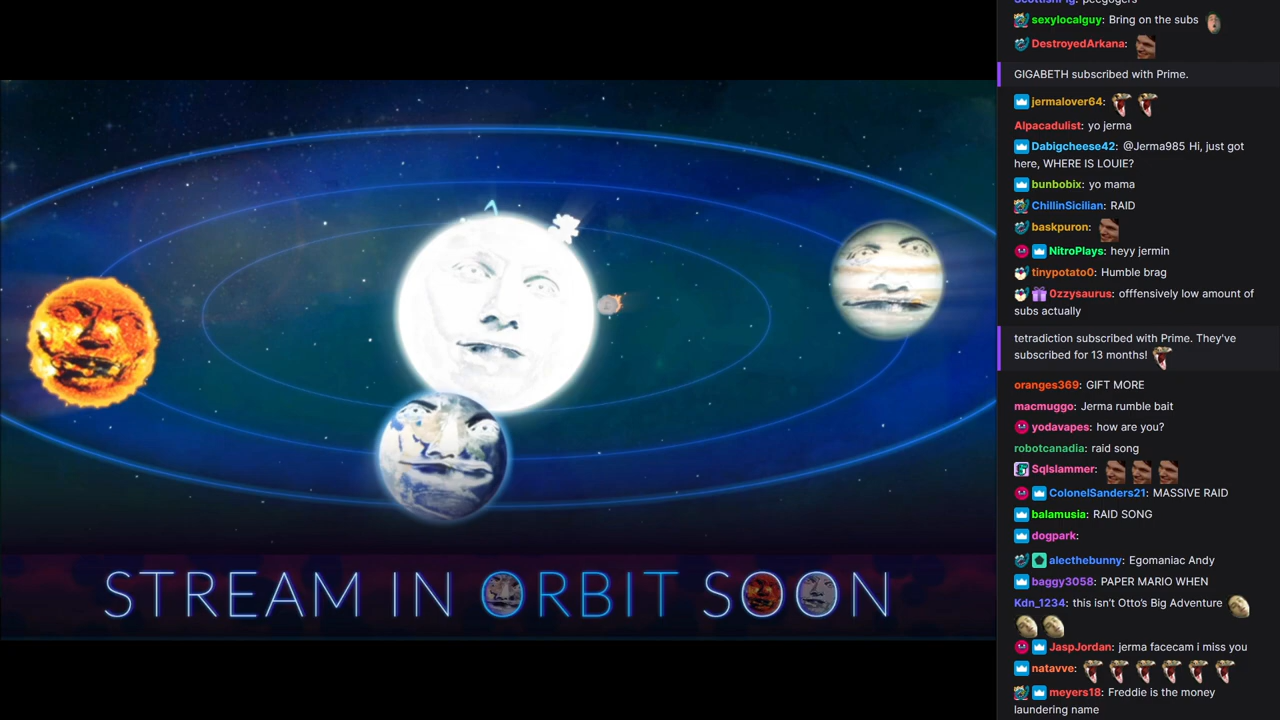 STREAM IN ORBIT SOON
ScottishPig: peegogers
sexylocalguy: Bring on the subs
DestroyedArkana:
GIGABETH subscribed with Prime.
jermalover64:
Alpacadulist: yo jerma
Dabigcheese42: @Jerma985 Hi, just got
here, WHERE IS LOUIE?
bunbobix: yo mama
ChillinSicilian: RAID
baskpuron:
NitroPlays: heyy jermin
tinypotato0: Humble brag
0zzysaurus: offfensively low amount of
subs actually
tetradiction subscribed with Prime. They've
subscribed for 13 months!
oranges369: GIFT MORE
macmuggo: Jerma rumble bait
yodavapes: how are you?
robotcanadia: raid song
Sqlslammer:
ColonelSanders21: MASSIVE RAID
balamusia: RAID SONG
dogpark:
alecthebunny: Egomaniac Andy
baggy3058: PAPER MARIO WHEN
Kdn_1234: this isn't Otto's Big Adventure
JaspJordan: jerma facecam i miss you
natavve:
meyers18: Freddie is the money
laundering name